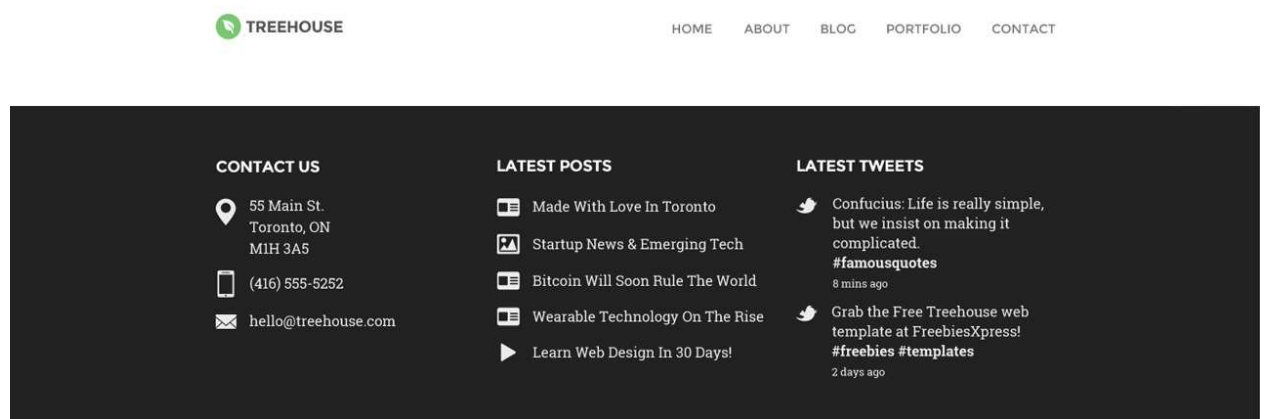 TREEHOUSE
HOME ABOUT BLOG PORTFOLIO CONTACT
CONTACT US
55 Main St.
Toronto, ON
M1H 3A5
(416) 555-5252
hello@treehouse.com
LATEST POSTS
Made With Love In Toronto
Startup News & Emerging Tech
Bitcoin Will Soon Rule The World
Wearable Technology On The Rise
Learn Web Design In 30 Days!
LATEST TWEETS
Confucius: Life is really simple,
but we insist on making it
complicated.
#famousquotes
8 mins ago
Grab the Free Treehouse web
template at FreebiesXpress!
#freebies #templates
2 days ago